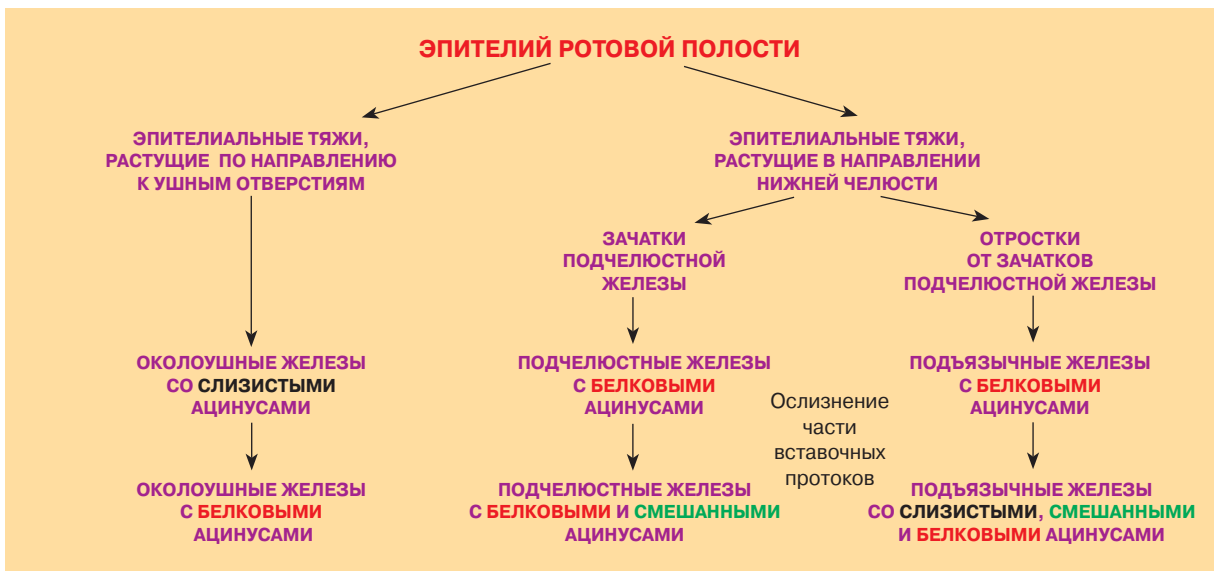 ЭПИТЕЛИЙ РОТОВОЙ ПОЛОСТИ
ЭПИТЕЛИАЛЬНЫЕ ТЯЖИ,
РАСТУЩИЕ ПО НАПРАВЛЕНИЮ
К УШНЫМ ОТВЕРСТИЯМ
ЭПИТЕЛИАЛЬНЫЕ ТЯЖИ,
РАСТУЩИЕ В НАПРАВЛЕНИИ
НИЖНЕЙ ЧЕЛЮСТИ
ЗАЧАТКИ
ПОДЧЕЛЮСТНОЙ
ЖЕЛЕЗЫ
ОТРОСТКИ
ОТ ЗАЧАТКОВ
ПОДЧЕЛЮСТНОЙ ЖЕЛЕЗЫ
ОКОЛОУШНЫЕ ЖЕЛЕЗЫ
СО СЛИЗИСТЫМИ
АЦИНУСАМИ
ПОДЧЕЛЮСТНЫЕ ЖЕЛЕЗЫ
С БЕЛКОВЫМИ
АЦИНУСАМИ
ПОДЪЯЗЫЧНЫЕ ЖЕЛЕЗЫ
С БЕЛКОВЫМИ
АЦИНУСАМИ
Ослизнение
части
вставочных
протоков
ОКОЛОУШНЫЕ ЖЕЛЕЗЫ
С БЕЛКОВЫМИ
АЦИНУСАМИ
ПОДЧЕЛЮСТНЫЕ ЖЕЛЕЗЫ
С БЕЛКОВЫМИ И СМЕШАННЫМИ
АЦИНУСАМИ
ПОДЪЯЗЫЧНЫЕ ЖЕЛЕЗЫ
СО СЛИЗИСТЫМИ, СМЕШАННЫМИ
И БЕЛКОВЫМИ АЦИНУСАМИ